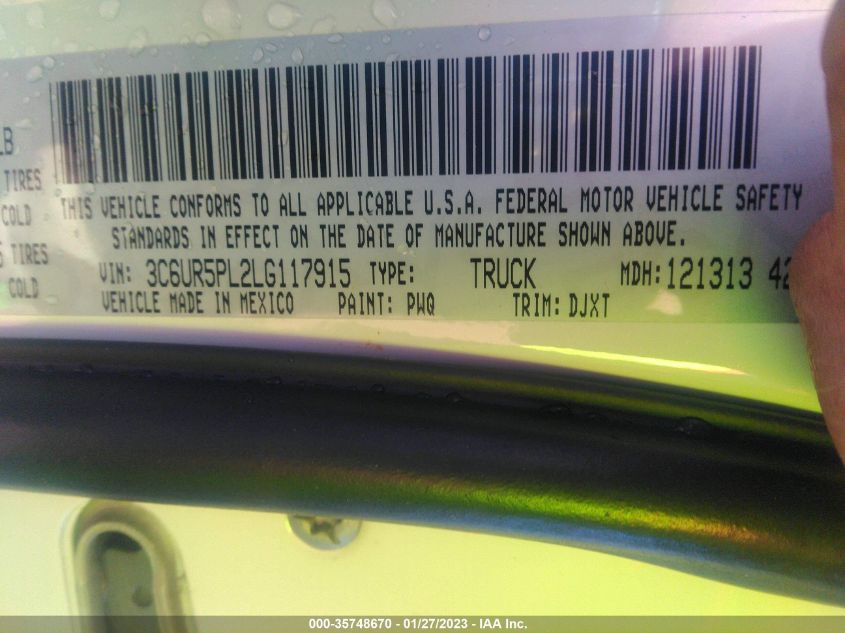 LB
TIRES
COLD
TIRES
COLD
THIS VEHICLE CONFORMS TO ALL APPLICABLE U.S.A. FEDERAL MOTOR VEHICLE SAFETY
STANDARDS IN EFFECT ON THE DATE OF MANUFACTURE SHOWN ABOVE.
VIN: 3C6UR5PL2LG117915 TYPE: TRUCK MDH: 121313 42
VEHICLE MADE IN MEXICO PAINT: PWQ TRIM: DJXT
000-35748670 - 01/27/2023 - IAA Inc.